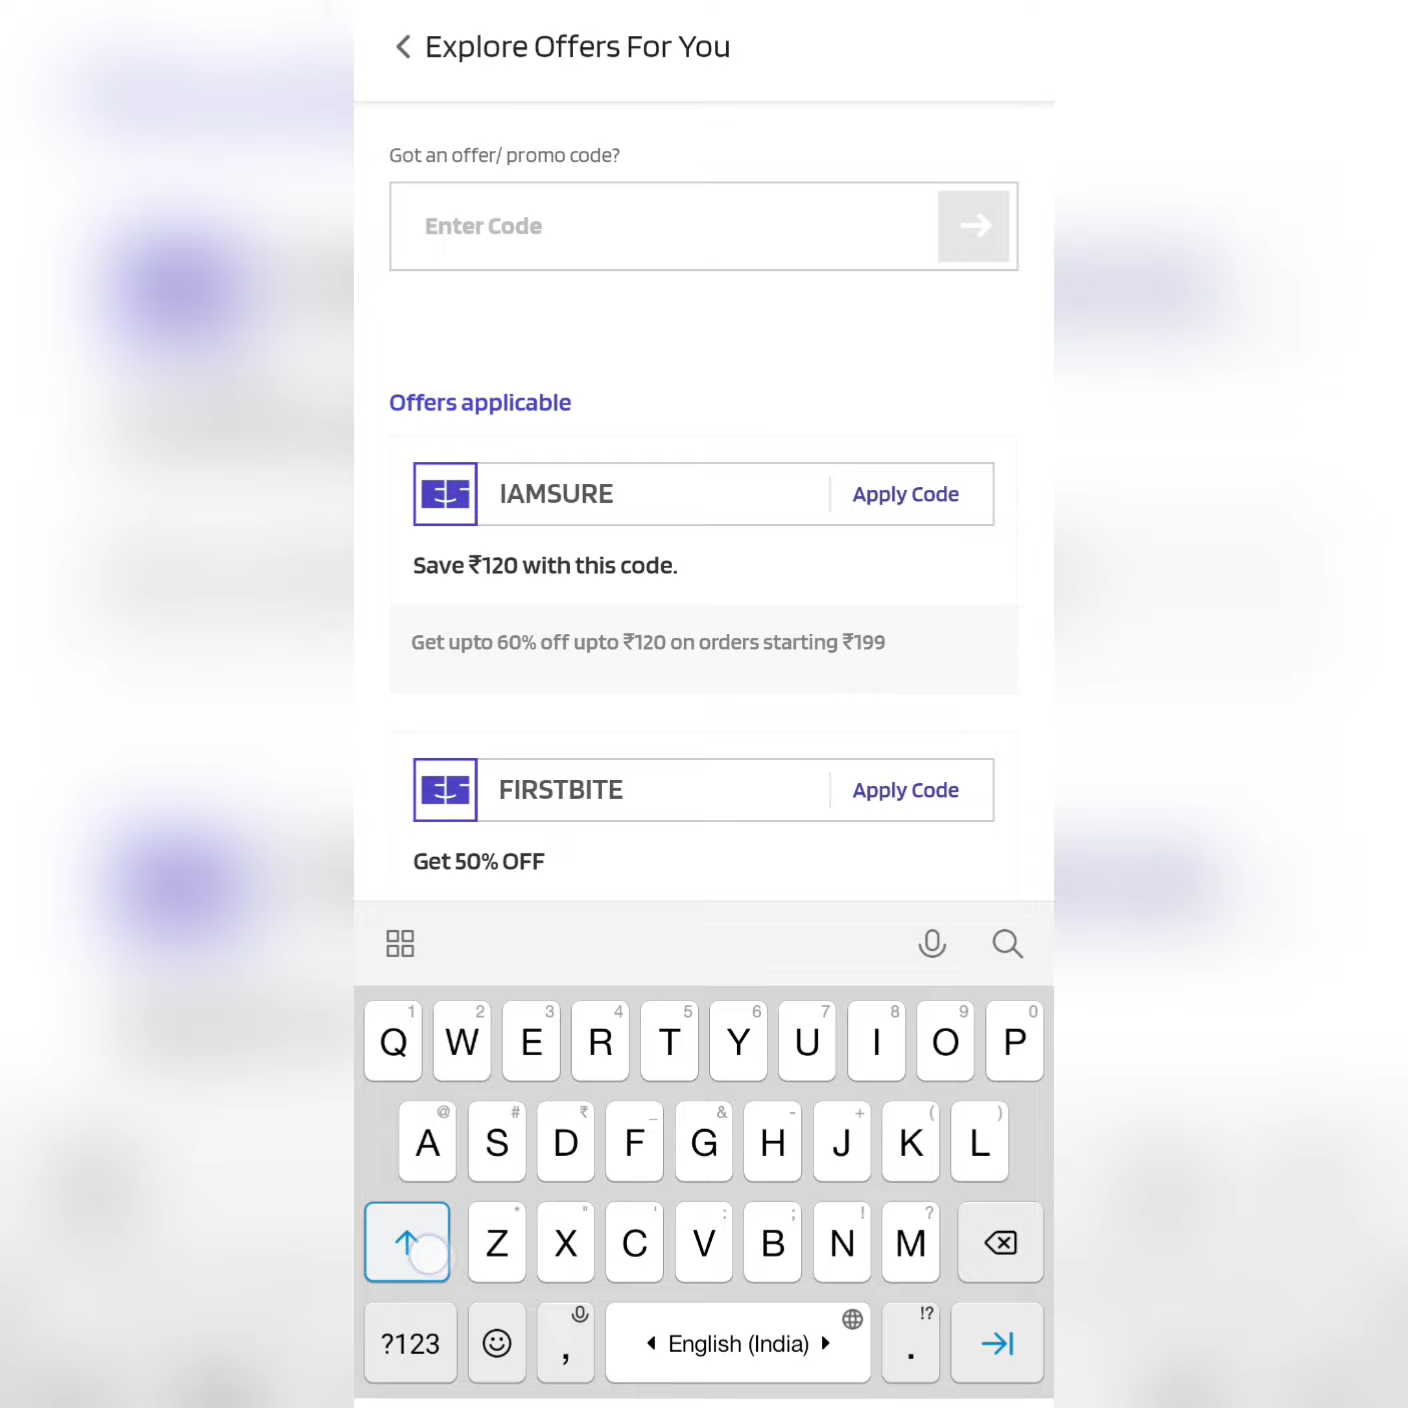 Explore Offers For You
Got an offer/ promo code?
Enter Code
Offers applicable
IAMSURE
Apply Code
Save ₹120 with this code.
Get upto 60% off upto ₹120 on orders starting ₹199
FIRSTBITE
Apply Code
Get 50% OFF
1 2 3 4 5 6 7 8 9 0
Q W E R T Y U I O P
@ # ₹ _ & - + ( )
A S D F G H J K L
* " ' : ; ! ?
Z X C V B N M
!?
?123 , English (India) .